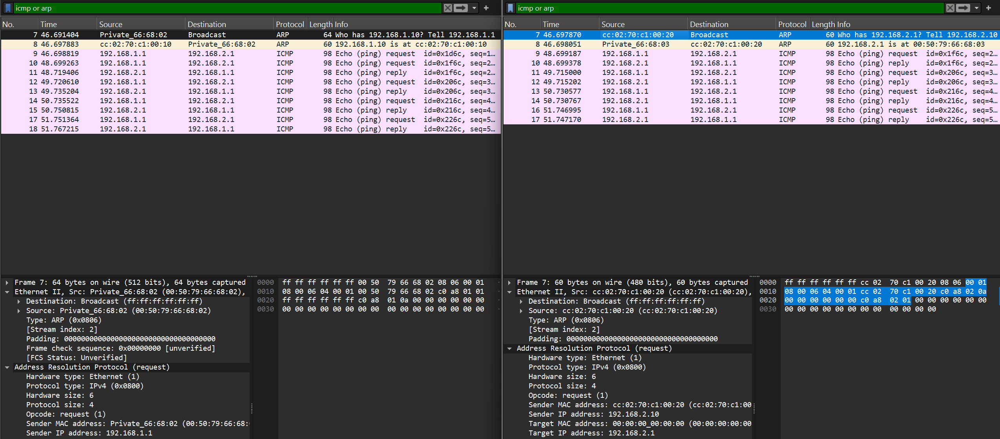 icmp or arp
No. Time Source Destination Protocol Length Info
7 46.691404 Private_66:68:02 Broadcast ARP 64 Who has 192.168.1.10? Tell 192.168.1.1
8 46.697883 cc:02:70:c1:00:10 Private_66:68:02 ARP 60 192.168.1.10 is at cc:02:70:c1:00:10
9 46.698819 192.168.1.1 192.168.2.1 ICMP 98 Echo (ping) request id=0x1d6c, seq=1…
10 48.699263 192.168.1.1 192.168.2.1 ICMP 98 Echo (ping) request id=0x1f6c, seq=2…
11 48.719406 192.168.2.1 192.168.1.1 ICMP 98 Echo (ping) reply id=0x1f6c, seq=2…
12 49.720610 192.168.1.1 192.168.2.1 ICMP 98 Echo (ping) request id=0x206c, seq=3…
13 49.735204 192.168.2.1 192.168.1.1 ICMP 98 Echo (ping) reply id=0x206c, seq=3…
14 50.735522 192.168.1.1 192.168.2.1 ICMP 98 Echo (ping) request id=0x216c, seq=4…
15 50.750815 192.168.2.1 192.168.1.1 ICMP 98 Echo (ping) reply id=0x216c, seq=4…
17 51.751364 192.168.1.1 192.168.2.1 ICMP 98 Echo (ping) request id=0x226c, seq=5…
18 51.767215 192.168.2.1 192.168.1.1 ICMP 98 Echo (ping) reply id=0x226c, seq=5…
Frame 7: 64 bytes on wire (512 bits), 64 bytes captured
Ethernet II, Src: Private_66:68:02 (00:50:79:66:68:02),
Destination: Broadcast (ff:ff:ff:ff:ff:ff)
Source: Private_66:68:02 (00:50:79:66:68:02)
Type: ARP (0x0806)
[Stream index: 2]
Padding: 000000000000000000000000000000000000
Frame check sequence: 0x00000000 [unverified]
[FCS Status: Unverified]
Address Resolution Protocol (request)
Hardware type: Ethernet (1)
Protocol type: IPv4 (0x0800)
Hardware size: 6
Protocol size: 4
Opcode: request (1)
Sender MAC address: Private_66:68:02 (00:50:79:66:68:
Sender IP address: 192.168.1.1
0000 ff ff ff ff ff ff 00 50 79 66 68 02 08 06 00 01
0010 08 00 06 04 00 01 00 50 79 66 68 02 c0 a8 01 01
0020 ff ff ff ff ff ff c0 a8 01 0a 00 00 00 00 00 00
0030 00 00 00 00 00 00 00 00 00 00 00 00 00 00 00 00
icmp or arp
No. Time Source Destination Protocol Length Info
7 46.697870 cc:02:70:c1:00:20 Broadcast ARP 60 Who has 192.168.2.1? Tell 192.168.2.10
8 46.698051 Private_66:68:03 cc:02:70:c1:00:20 ARP 60 192.168.2.1 is at 00:50:79:66:68:03
9 48.699187 192.168.1.1 192.168.2.1 ICMP 98 Echo (ping) request id=0x1f6c, seq=2…
10 48.699378 192.168.2.1 192.168.1.1 ICMP 98 Echo (ping) reply id=0x1f6c, seq=2…
11 49.715000 192.168.1.1 192.168.2.1 ICMP 98 Echo (ping) request id=0x206c, seq=3…
12 49.715202 192.168.2.1 192.168.1.1 ICMP 98 Echo (ping) reply id=0x206c, seq=3…
13 50.730577 192.168.1.1 192.168.2.1 ICMP 98 Echo (ping) request id=0x216c, seq=4…
14 50.730767 192.168.2.1 192.168.1.1 ICMP 98 Echo (ping) reply id=0x216c, seq=4…
16 51.746995 192.168.1.1 192.168.2.1 ICMP 98 Echo (ping) request id=0x226c, seq=5…
17 51.747170 192.168.2.1 192.168.1.1 ICMP 98 Echo (ping) reply id=0x226c, seq=5…
Frame 7: 60 bytes on wire (480 bits), 60 bytes captured
Ethernet II, Src: cc:02:70:c1:00:20 (cc:02:70:c1:00:20),
Destination: Broadcast (ff:ff:ff:ff:ff:ff)
Source: cc:02:70:c1:00:20 (cc:02:70:c1:00:20)
Type: ARP (0x0806)
[Stream index: 2]
Padding: 000000000000000000000000000000000000
Address Resolution Protocol (request)
Hardware type: Ethernet (1)
Protocol type: IPv4 (0x0800)
Hardware size: 6
Protocol size: 4
Opcode: request (1)
Sender MAC address: cc:02:70:c1:00:20 (cc:02:70:c1:00
Sender IP address: 192.168.2.10
Target MAC address: 00:00:00_00:00:00 (00:00:00:00:00
Target IP address: 192.168.2.1
0000 ff ff ff ff ff ff cc 02 70 c1 00 20 08 06 00 01
0010 08 00 06 04 00 01 cc 02 70 c1 00 20 c0 a8 02 0a
0020 00 00 00 00 00 00 c0 a8 02 01 00 00 00 00 00 00
0030 00 00 00 00 00 00 00 00 00 00 00 00